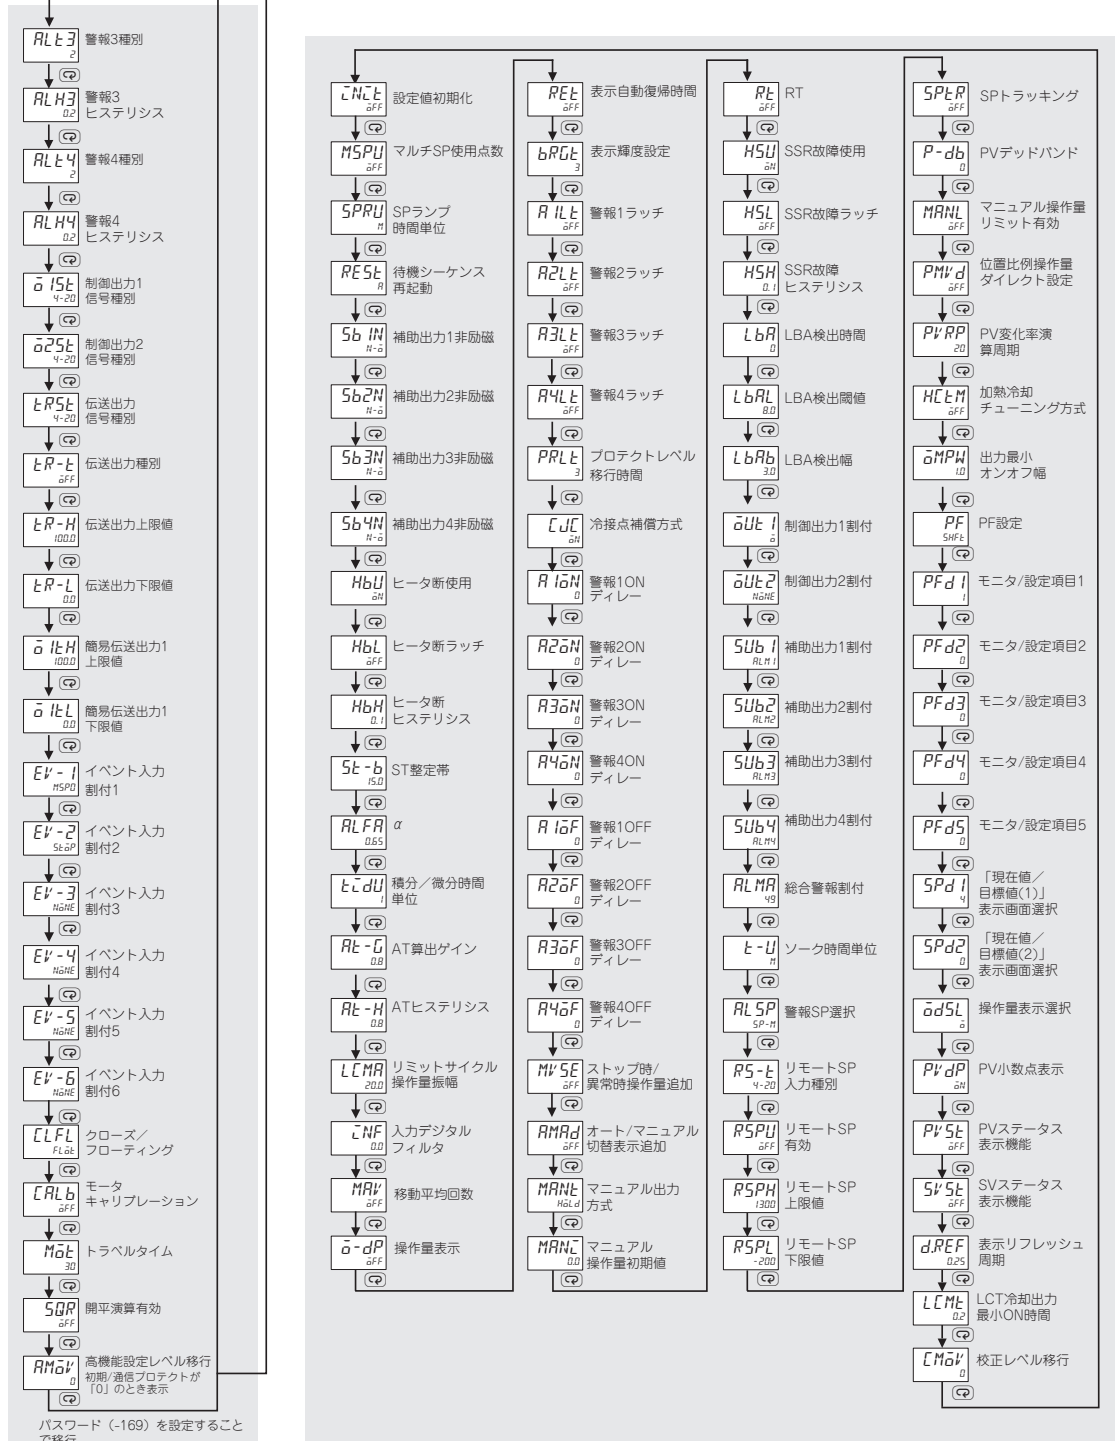 ALT3
2
警報3種別
ALH3
0.2
警報3
ヒステリシス
ALT4
2
警報4種別
ALH4
0.2
警報4
ヒステリシス
O1ST
4-20
制御出力1
信号種別
O2ST
4-20
制御出力2
信号種別
TRST
4-20
伝送出力
信号種別
TR-T
OFF
伝送出力種別
TR-H
100.0
伝送出力上限値
TR-L
0.0
伝送出力下限値
O1TH
100.0
簡易伝送出力1
上限値
O1TL
0.0
簡易伝送出力1
下限値
EV-1
MSP0
イベント入力
割付1
EV-2
STOP
イベント入力
割付2
EV-3
NONE
イベント入力
割付3
EV-4
NONE
イベント入力
割付4
EV-5
NONE
イベント入力
割付5
EV-6
NONE
イベント入力
割付6
CLFL
FLOT
クローズ/
フローティング
CALB
OFF
モータ
キャリブレーション
MOT
30
トラベルタイム
SQR
OFF
開平演算有効
AMOV
0
高機能設定レベル移行
初期/通信プロテクトが
「0」のとき表示
パスワード(-169)を設定すること
で移行
INIT
OFF
設定値初期化
MSPU
OFF
マルチSP使用点数
SPRU
M
SPランプ
時間単位
REST
A
待機シーケンス
再起動
SB1N
N-O
補助出力1非励磁
SB2N
N-O
補助出力2非励磁
SB3N
N-O
補助出力3非励磁
SB4N
N-O
補助出力4非励磁
HBU
ON
ヒータ断使用
HBL
OFF
ヒータ断ラッチ
HBH
0.1
ヒータ断
ヒステリシス
ST-B
15.0
ST整定帯
ALFA
0.65
α
TIDU
1
積分/微分時間
単位
AT-G
0.8
AT算出ゲイン
AT-H
0.8
ATヒステリシス
LCMA
20.0
リミットサイクル
操作量振幅
INF
0.0
入力デジタル
フィルタ
MAV
OFF
移動平均回数
O-DP
OFF
操作量表示
RET
OFF
表示自動復帰時間
BRGT
3
表示輝度設定
A1LT
OFF
警報1ラッチ
A2LT
OFF
警報2ラッチ
A3LT
OFF
警報3ラッチ
A4LT
OFF
警報4ラッチ
PRLT
3
プロテクトレベル
移行時間
CJC
ON
冷接点補償方式
A1ON
0
警報1ON
ディレー
A2ON
0
警報2ON
ディレー
A3ON
0
警報3ON
ディレー
A4ON
0
警報4ON
ディレー
A1OF
0
警報1OFF
ディレー
A2OF
0
警報2OFF
ディレー
A3OF
0
警報3OFF
ディレー
A4OF
0
警報4OFF
ディレー
MVSE
OFF
ストップ時/
異常時操作量追加
AMAD
OFF
オート/マニュアル
切替表示追加
MANT
HOLD
マニュアル出力
方式
MANI
0.0
マニュアル
操作量初期値
RT
OFF
RT
HSU
ON
SSR故障使用
HSL
OFF
SSR故障ラッチ
HSH
0.1
SSR故障
ヒステリシス
LBA
0
LBA検出時間
LBAL
8.0
LBA検出閾値
LBAB
3.0
LBA検出幅
OUT1
O
制御出力1割付
OUT2
NONE
制御出力2割付
SUB1
ALM1
補助出力1割付
SUB2
ALM2
補助出力2割付
SUB3
ALM3
補助出力3割付
SUB4
ALM4
補助出力4割付
ALMA
49
総合警報割付
T-U
M
ソーク時間単位
ALSP
SP-M
警報SP選択
RS-T
4-20
リモートSP
入力種別
RSPU
OFF
リモートSP
有効
RSPH
1300
リモートSP
上限値
RSPL
-200
リモートSP
下限値
SPTR
OFF
SPトラッキング
P-DB
0
PVデッドバンド
MANL
OFF
マニュアル操作量
リミット有効
PMVD
OFF
位置比例操作量
ダイレクト設定
PVRP
20
PV変化率演
算周期
HCTM
OFF
加熱冷却
チューニング方式
OMPW
1.0
出力最小
オンオフ幅
PF
SHFT
PF設定
PFD1
1
モニタ/設定項目1
PFD2
0
モニタ/設定項目2
PFD3
0
モニタ/設定項目3
PFD4
0
モニタ/設定項目4
PFD5
0
モニタ/設定項目5
SPD1
4
「現在値/
目標値(1)」
表示画面選択
SPD2
0
「現在値/
目標値(2)」
表示画面選択
ODSL
O
操作量表示選択
PVDP
ON
PV小数点表示
PVST
OFF
PVステータス
表示機能
SVST
OFF
SVステータス
表示機能
D.REF
0.25
表示リフレッシュ
周期
LCMT
0.2
LCT冷却出力
最小ON時間
CMOV
0
校正レベル移行